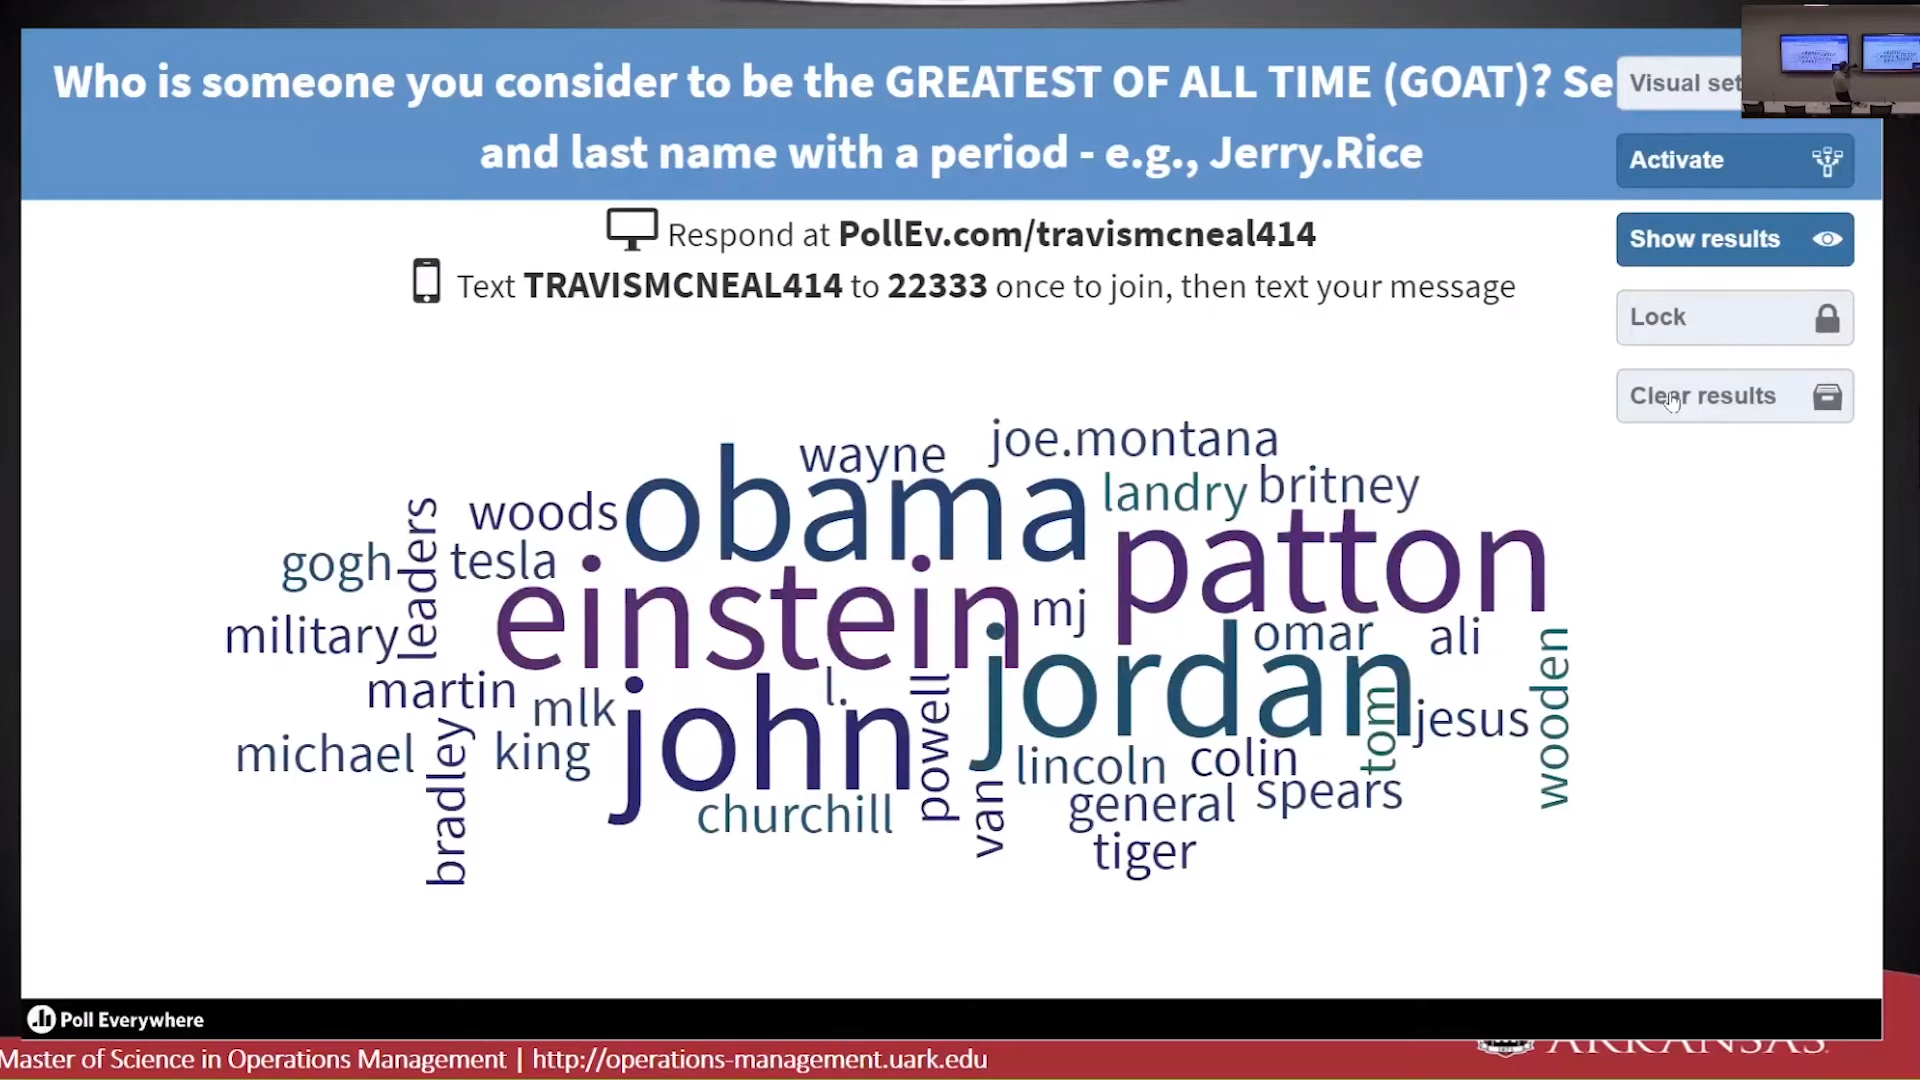 Who is someone you consider to be the GREATEST OF ALL TIME (GOAT)? Se
and last name with a period - e.g., Jerry.Rice
Visual set
Activate
Show results
Lock
Clear results
Respond at PollEv.com/travismcneal414
Text TRAVISMCNEAL414 to 22333 once to join, then text your message
wayne
joe.montana
obama
landry
britney
woods
leaders
gogh
tesla
patton
einstein
mj
military
omar
ali
wooden
jordan
martin
mlk
l.
john
powell
tom
jesus
michael
bradley
king
lincoln
colin
churchill
van
general
spears
tiger
Poll Everywhere
Master of Science in Operations Management | http://operations-management.uark.edu
ARKANSAS